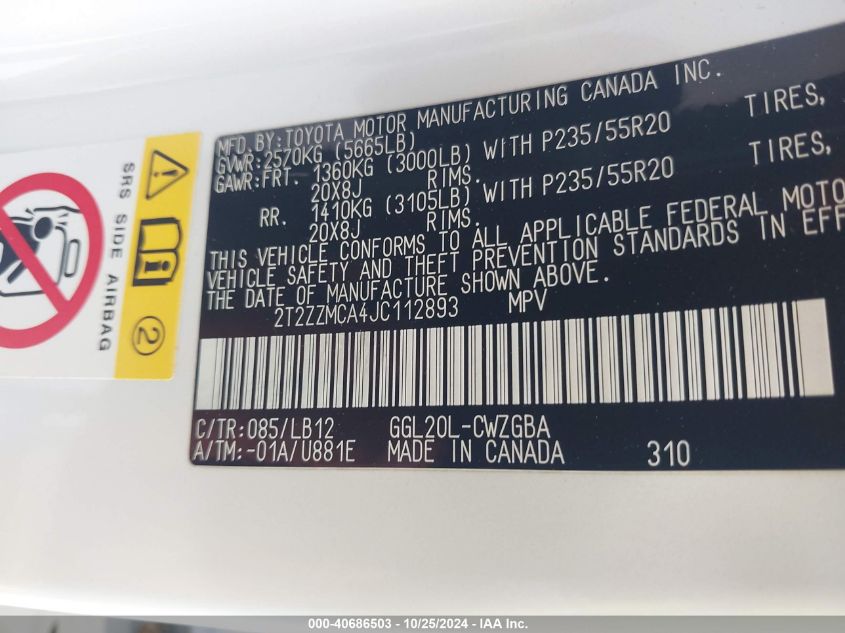 MFD.BY:TOYOTA MOTOR MANUFACTURING CANADA INC.
GVWR:2570KG (5665LB)
GAWR:FRT. 1360KG (3000LB) WITH P235/55R20 TIRES,
20X8J RIMS.
RR. 1410KG (3105LB) WITH P235/55R20 TIRES,
20X8J RIMS.
THIS VEHICLE CONFORMS TO ALL APPLICABLE FEDERAL MOTO
VEHICLE SAFETY AND THEFT PREVENTION STANDARDS IN EFF
THE DATE OF MANUFACTURE SHOWN ABOVE.
2T2ZZMCA4JC112893 MPV
C/TR:085/LB12 GGL20L-CWZGBA
A/TM:-01A/U881E MADE IN CANADA 310
SRS SIDE AIRBAG
2
000-40686503 - 10/25/2024 - IAA Inc.